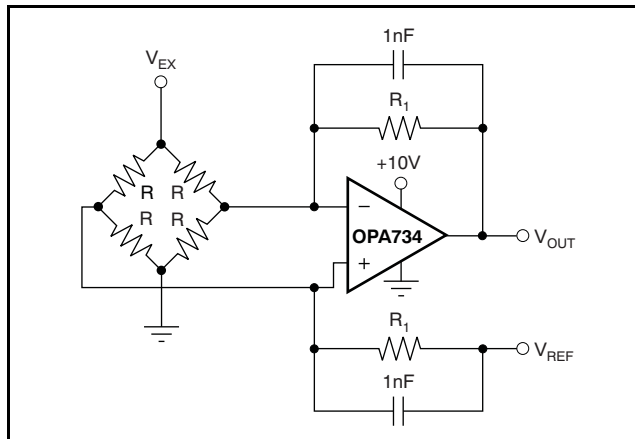 1nF
V_EX
R_1
+10V
R R
R R
−
OPA734
+
V_OUT
R_1
V_REF
1nF